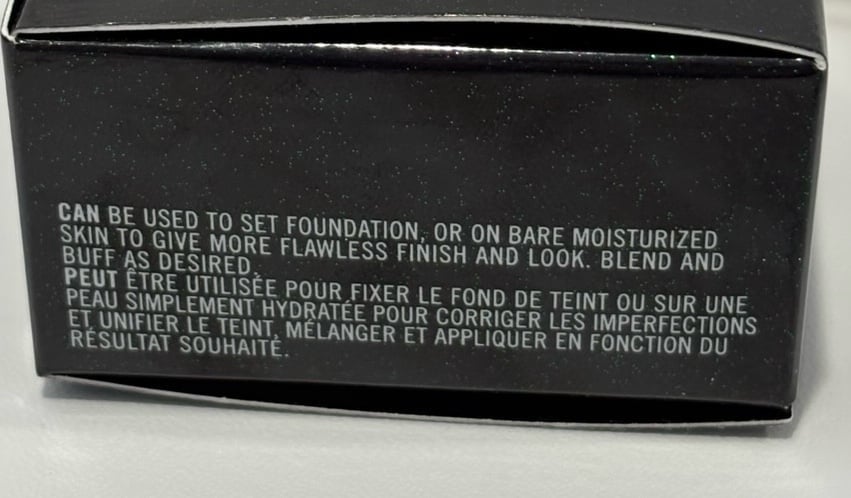 CAN BE USED TO SET FOUNDATION, OR ON BARE MOISTURIZED
SKIN TO GIVE MORE FLAWLESS FINISH AND LOOK. BLEND AND
BUFF AS DESIRED.
PEUT ÊTRE UTILISÉE POUR FIXER LE FOND DE TEINT OU SUR UNE
PEAU SIMPLEMENT HYDRATÉE POUR CORRIGER LES IMPERFECTIONS
ET UNIFIER LE TEINT, MÉLANGER ET APPLIQUER EN FONCTION DU
RÉSULTAT SOUHAITÉ.